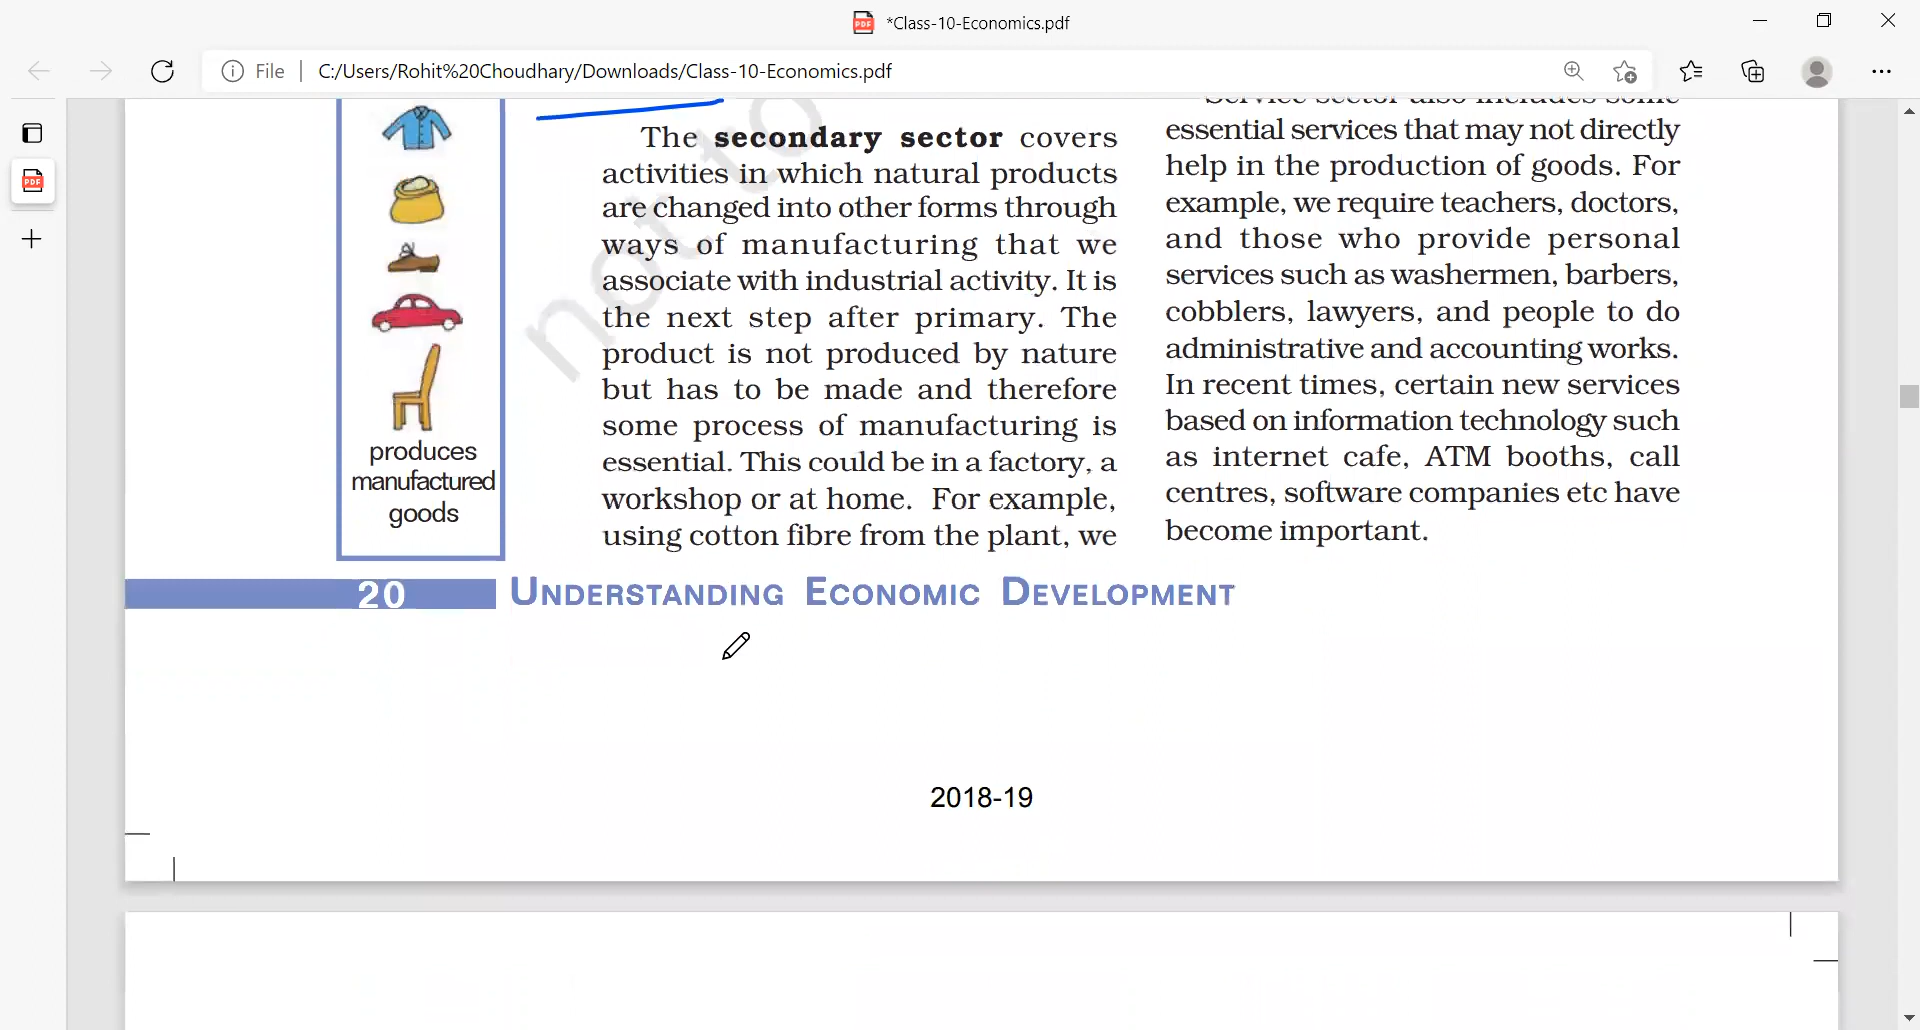 *Class-10-Economics.pdf
File
C:/Users/Rohit%20Choudhary/Downloads/Class-10-Economics.pdf
produces
manufactured
goods
The secondary sector covers
activities in which natural products
are changed into other forms through
ways of manufacturing that we
associate with industrial activity. It is
the next step after primary. The
product is not produced by nature
but has to be made and therefore
some process of manufacturing is
essential. This could be in a factory, a
workshop or at home. For example,
using cotton fibre from the plant, we
Service sector also includes some
essential services that may not directly
help in the production of goods. For
example, we require teachers, doctors,
and those who provide personal
services such as washermen, barbers,
cobblers, lawyers, and people to do
administrative and accounting works.
In recent times, certain new services
based on information technology such
as internet cafe, ATM booths, call
centres, software companies etc have
become important.
not to
20 UNDERSTANDING ECONOMIC DEVELOPMENT
2018-19